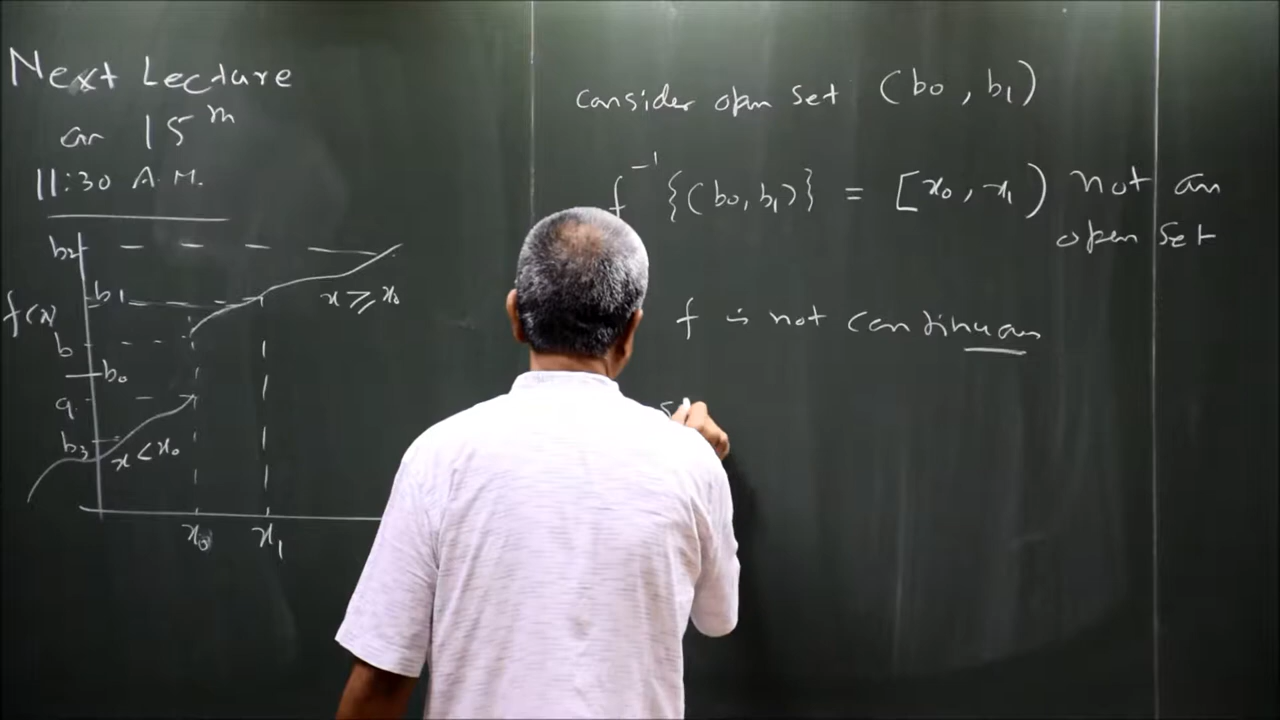 Next Lecture
on 15th
11:30 A.M.
b2
b1
x ≥ x0
f(x)
b
b0
a
b3
x < x0
x0 x1
consider open set (b0, b1)
f^-1 {(b0, b1)} = [x0, x1) not an
open set
f is not continuous